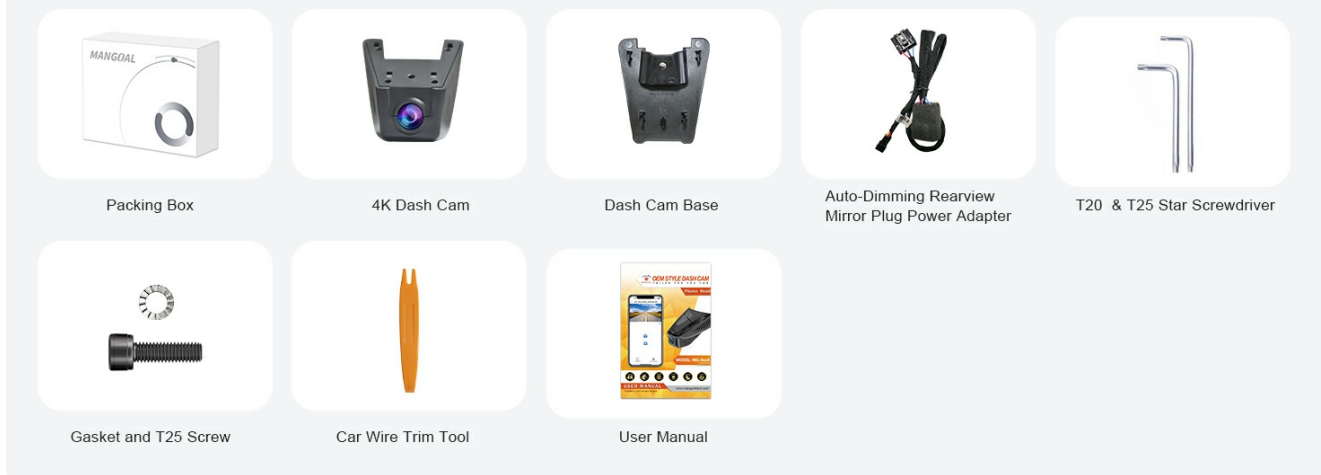 MANGOAL
Packing Box
4K Dash Cam
Dash Cam Base
Auto-Dimming Rearview
Mirror Plug Power Adapter
T20 & T25 Star Screwdriver
OEM STYLE DASH CAM
USER MANUAL
Gasket and T25 Screw
Car Wire Trim Tool
User Manual